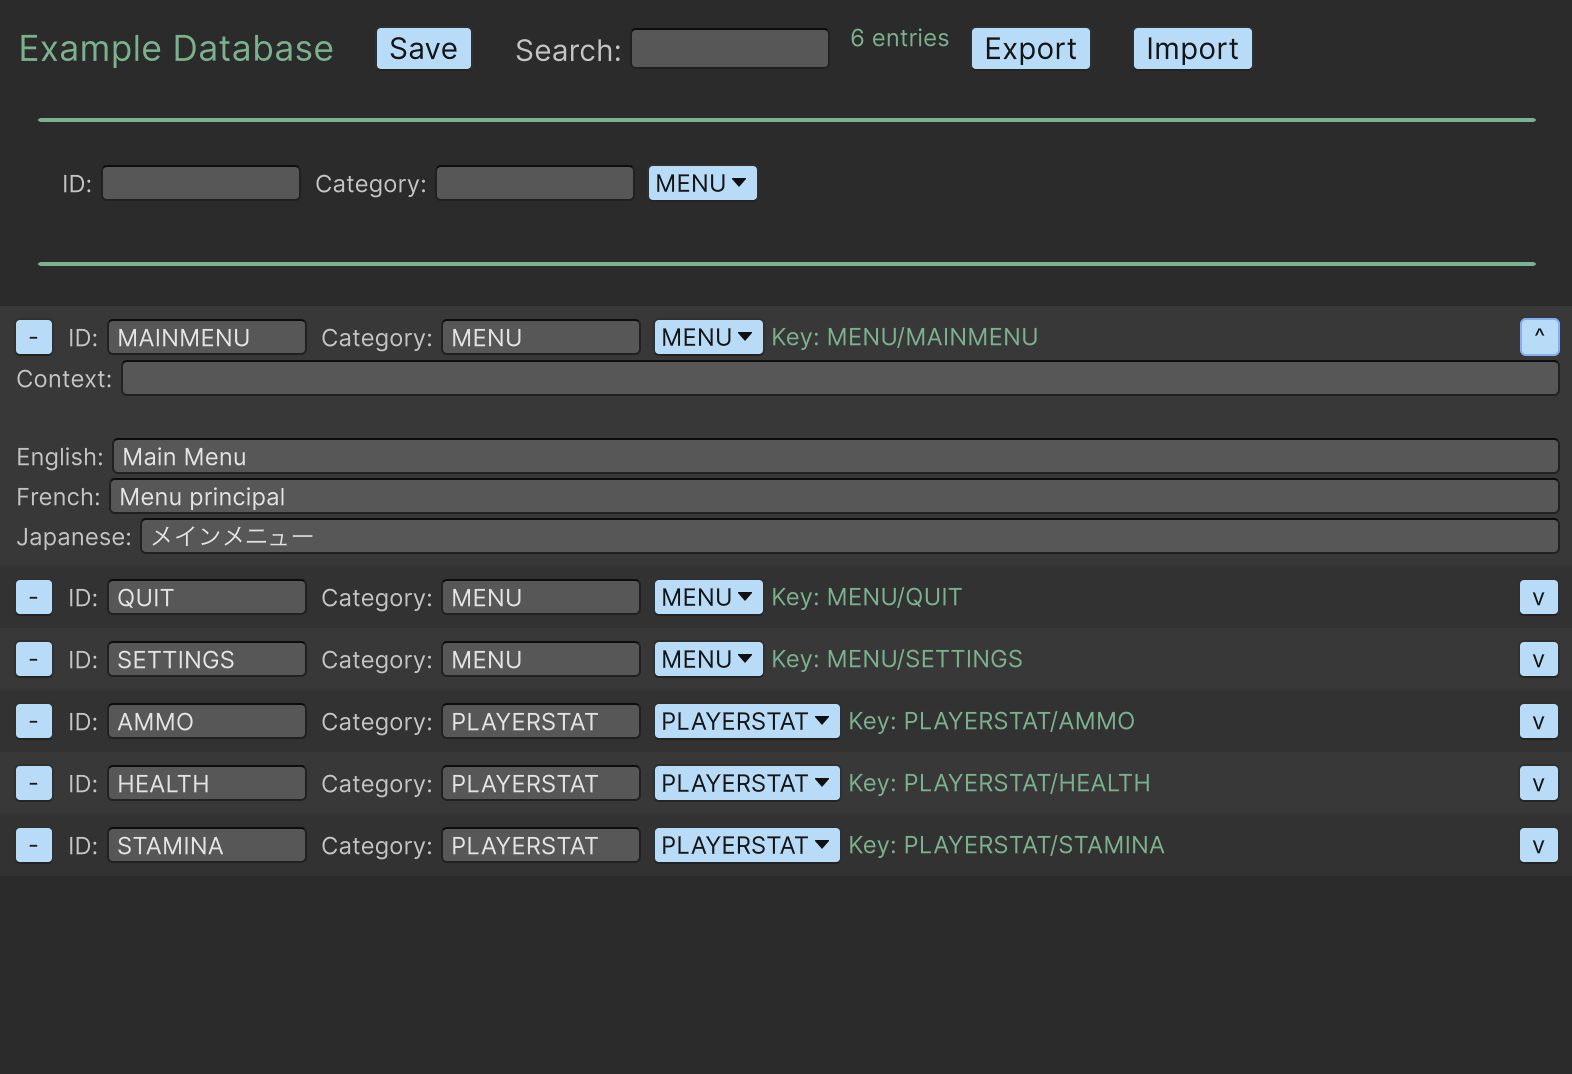 Example Database Save Search: 6 entries Export Import
ID: Category: MENU
- ID: MAINMENU Category: MENU MENU Key: MENU/MAINMENU ^
Context:
English: Main Menu
French: Menu principal
Japanese: メインメニュー
- ID: QUIT Category: MENU MENU Key: MENU/QUIT v
- ID: SETTINGS Category: MENU MENU Key: MENU/SETTINGS v
- ID: AMMO Category: PLAYERSTAT PLAYERSTAT Key: PLAYERSTAT/AMMO v
- ID: HEALTH Category: PLAYERSTAT PLAYERSTAT Key: PLAYERSTAT/HEALTH v
- ID: STAMINA Category: PLAYERSTAT PLAYERSTAT Key: PLAYERSTAT/STAMINA v